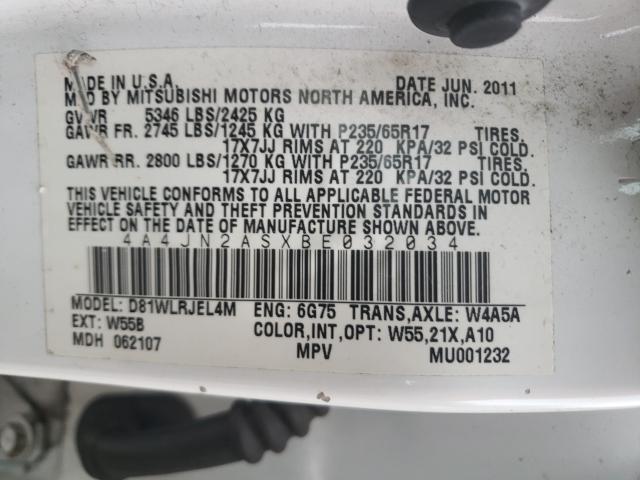 MADE IN U.S.A. DATE JUN. 2011
MFD BY MITSUBISHI MOTORS NORTH AMERICA, INC.
GVWR 5346 LBS/2425 KG
GAWR FR. 2745 LBS/1245 KG WITH P235/65R17 TIRES,
17X7JJ RIMS AT 220 KPA/32 PSI COLD.
GAWR RR. 2800 LBS/1270 KG WITH P235/65R17 TIRES,
17X7JJ RIMS AT 220 KPA/32 PSI COLD.
THIS VEHICLE CONFORMS TO ALL APPLICABLE FEDERAL MOTOR
VEHICLE SAFETY AND THEFT PREVENTION STANDARDS IN
EFFECT ON THE DATE OF MANUFACTURE SHOWN ABOVE.
4A4JN2ASXBE032034
MODEL: D81WLRJEL4M ENG: 6G75 TRANS,AXLE: W4A5A
EXT: W55B COLOR,INT,OPT: W55,21X,A10
MDH 062107 MPV MU001232